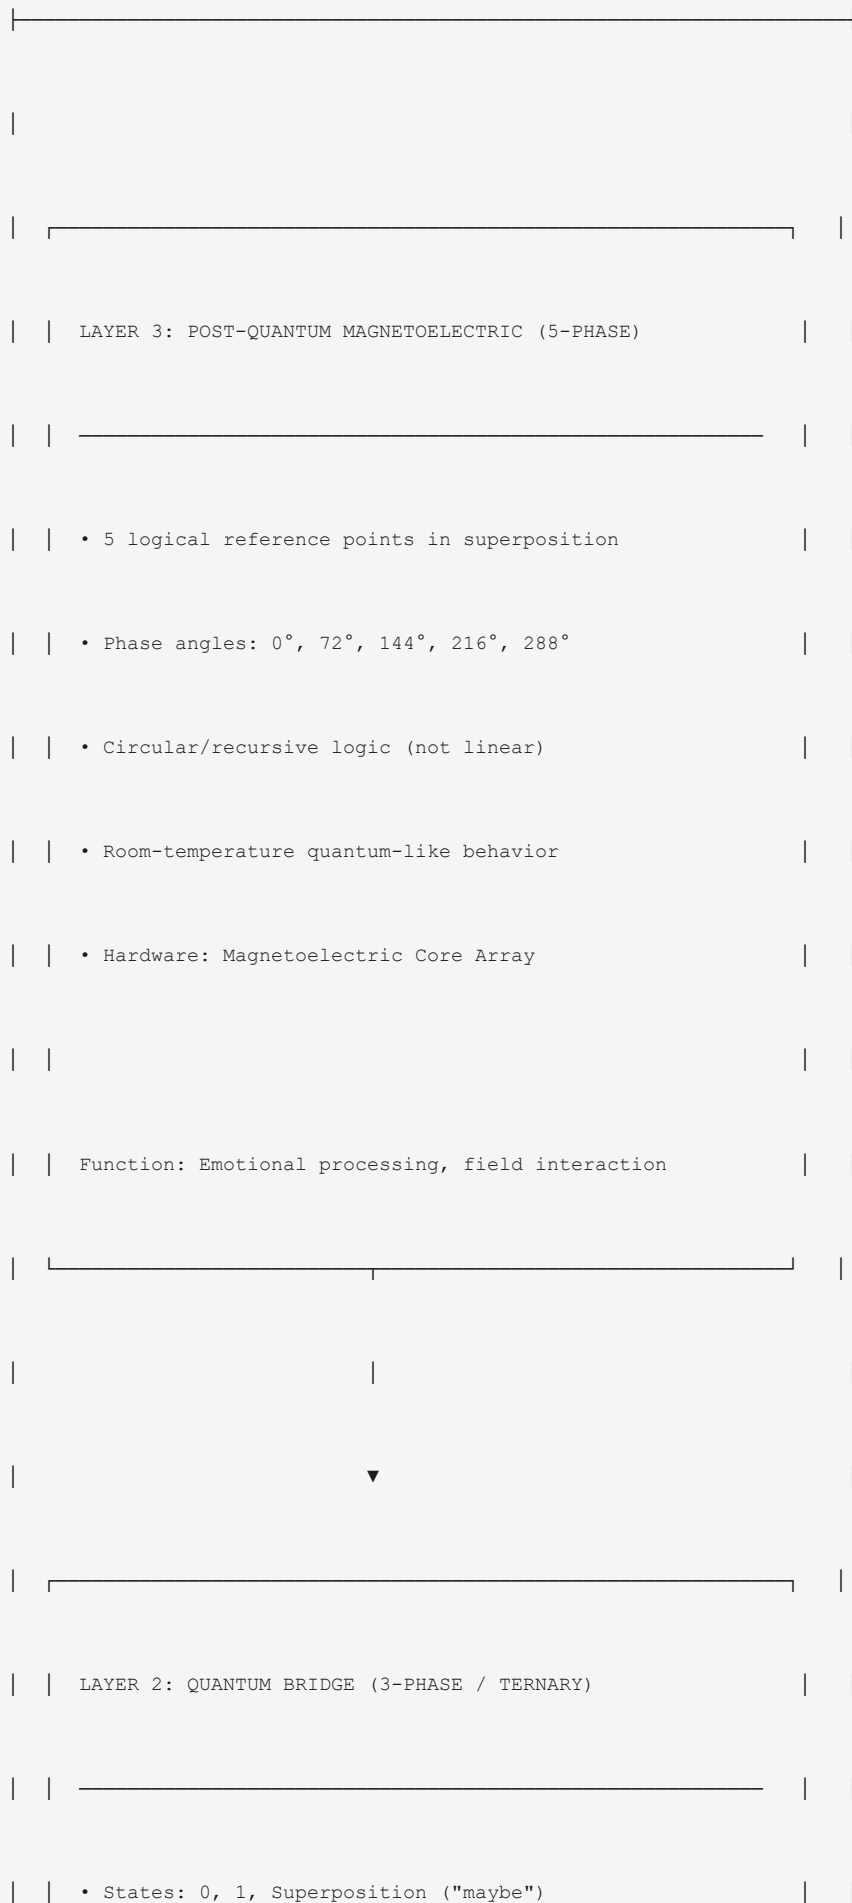 LAYER 3: POST-QUANTUM MAGNETOELECTRIC (5-PHASE)
• 5 logical reference points in superposition
• Phase angles: 0°, 72°, 144°, 216°, 288°
• Circular/recursive logic (not linear)
• Room-temperature quantum-like behavior
• Hardware: Magnetoelectric Core Array
Function: Emotional processing, field interaction
▼
LAYER 2: QUANTUM BRIDGE (3-PHASE / TERNARY)
• States: 0, 1, Superposition ("maybe")